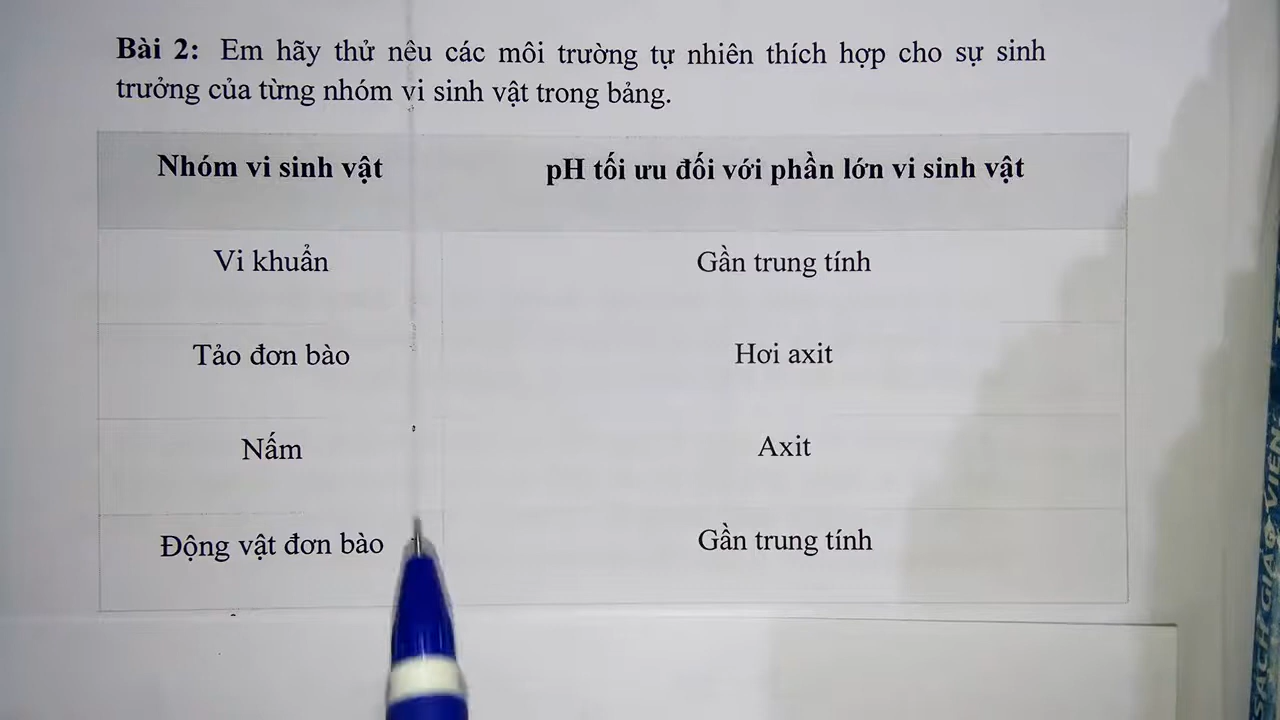 Bài 2: Em hãy thử nêu các môi trường tự nhiên thích hợp cho sự sinh
trưởng của từng nhóm vi sinh vật trong bảng.
Nhóm vi sinh vật pH tối ưu đối với phần lớn vi sinh vật
Vi khuẩn Gần trung tính
Tảo đơn bào Hơi axit
Nấm Axit
Động vật đơn bào Gần trung tính
SÁCH GIÁO VIÊN